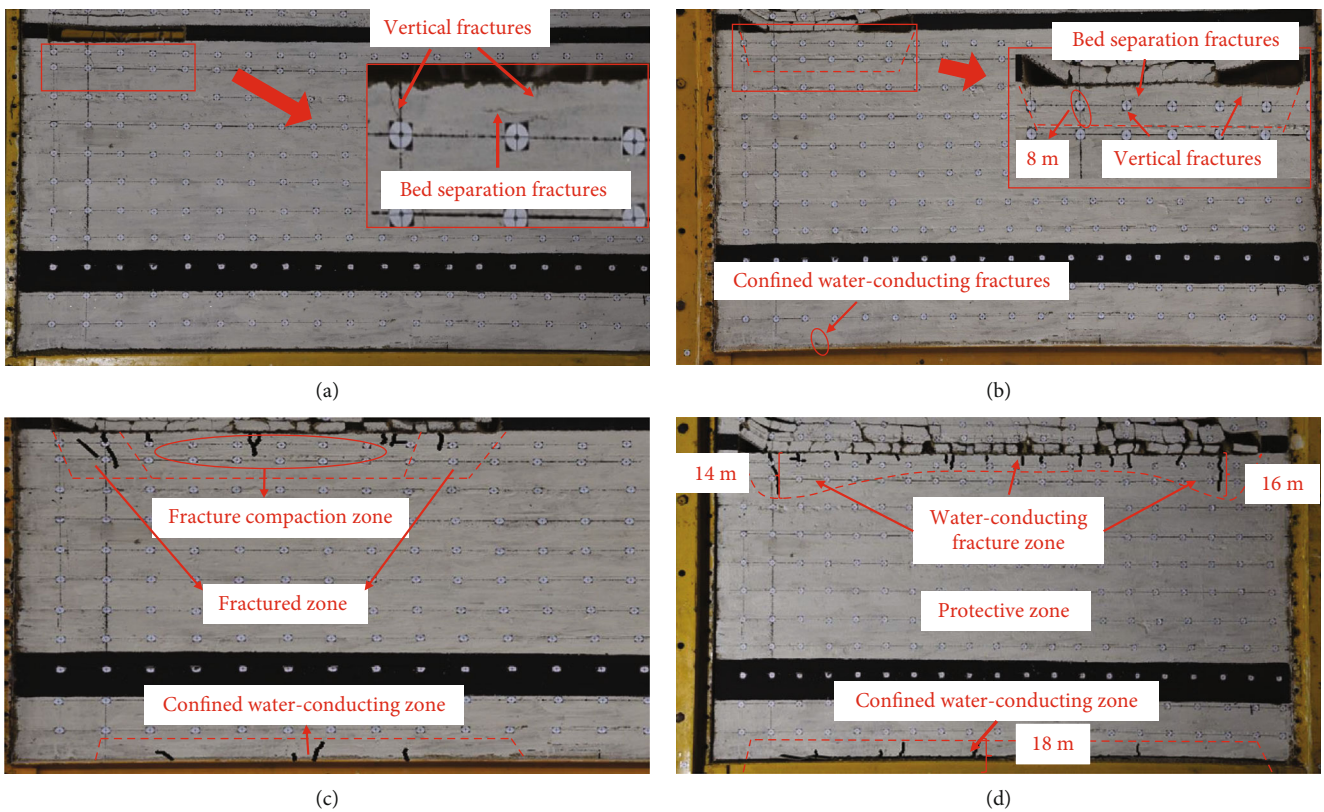 Vertical fractures
Bed separation fractures
(a)
Bed separation fractures
8 m
Vertical fractures
Confined water-conducting fractures
(b)
Fracture compaction zone
Fractured zone
Confined water-conducting zone
(c)
14 m
16 m
Water-conducting
fracture zone
Protective zone
Confined water-conducting zone
18 m
(d)